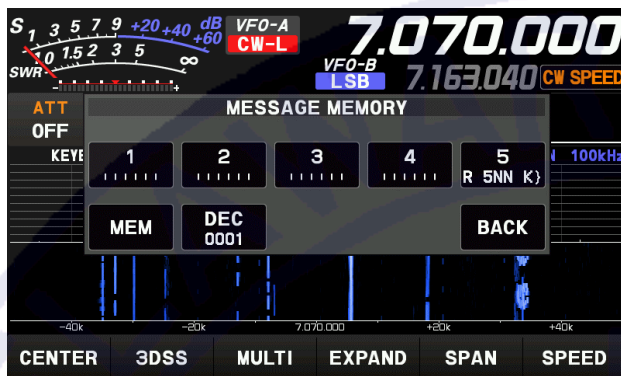 S 1 3 5 7 9 +20 +40 +60 dB
VFO-A
CW-L
7.070.000
0 1.5 2 3 5 ∞
SWR
- +
VFO-B
LSB
7.163.040
CW SPEED
ATT
OFF
MESSAGE MEMORY
KEYE
100kHz
1
2
3
4
5
R 5NN K}
MEM
DEC
0001
BACK
-40k -20k 7.070.000 +20k +40k
CENTER 3DSS MULTI EXPAND SPAN SPEED